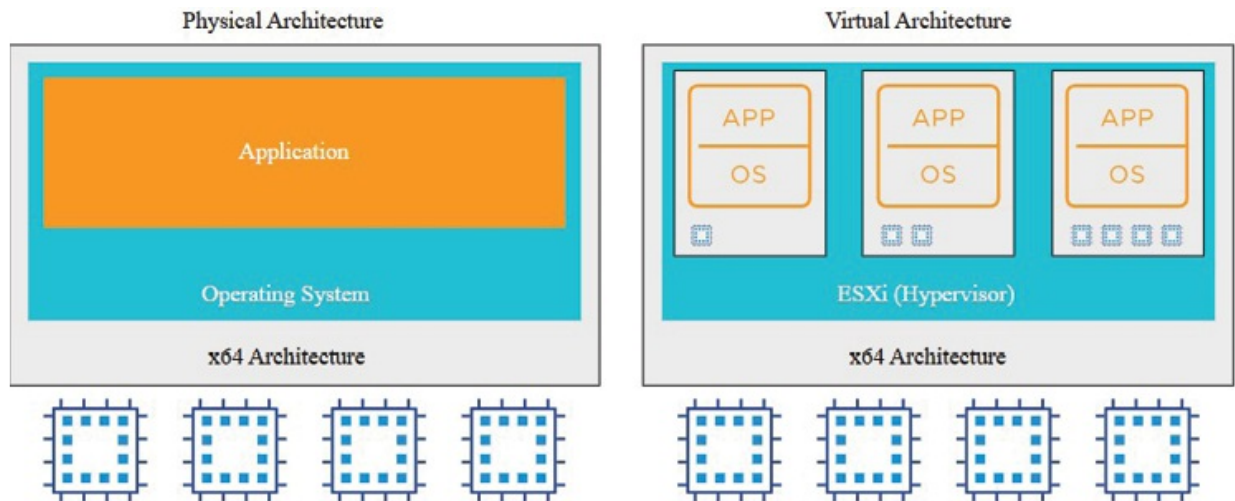 Physical Architecture
Application
Operating System
x64 Architecture
Virtual Architecture
APP
OS
APP
OS
APP
OS
ESXi (Hypervisor)
x64 Architecture